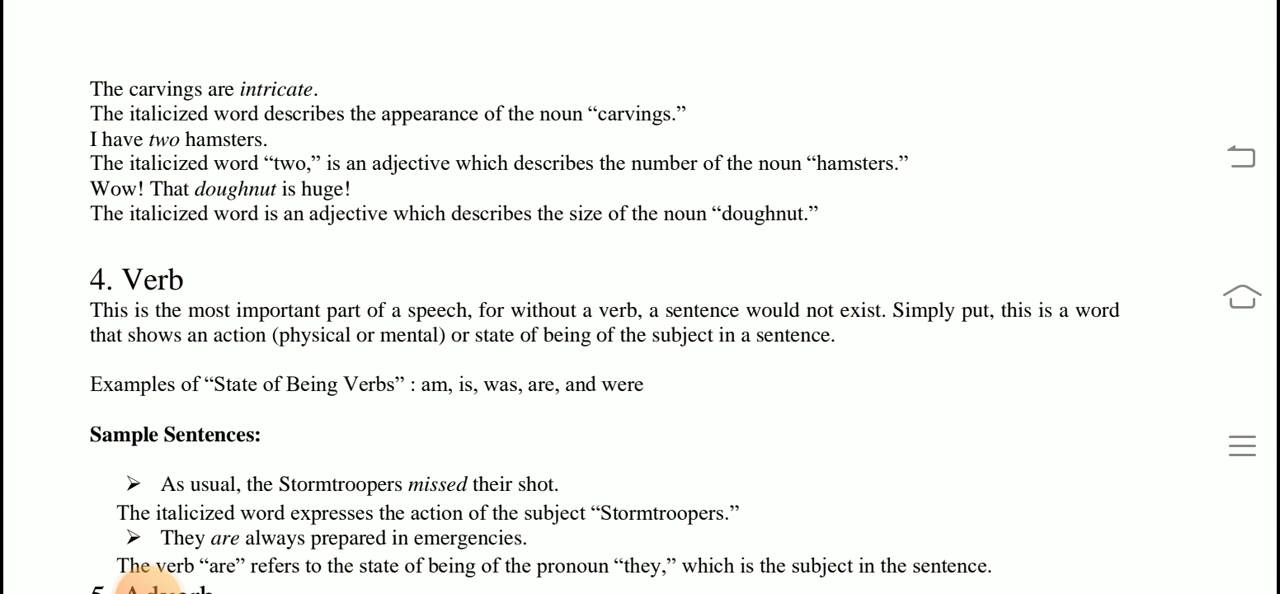 The carvings are intricate.
The italicized word describes the appearance of the noun “carvings.”
I have two hamsters.
The italicized word “two,” is an adjective which describes the number of the noun “hamsters.”
Wow! That doughnut is huge!
The italicized word is an adjective which describes the size of the noun “doughnut.”
4. Verb
This is the most important part of a speech, for without a verb, a sentence would not exist. Simply put, this is a word
that shows an action (physical or mental) or state of being of the subject in a sentence.
Examples of “State of Being Verbs” : am, is, was, are, and were
Sample Sentences:
➢ As usual, the Stormtroopers missed their shot.
The italicized word expresses the action of the subject “Stormtroopers.”
➢ They are always prepared in emergencies.
The verb “are” refers to the state of being of the pronoun “they,” which is the subject in the sentence.
5. Adverb